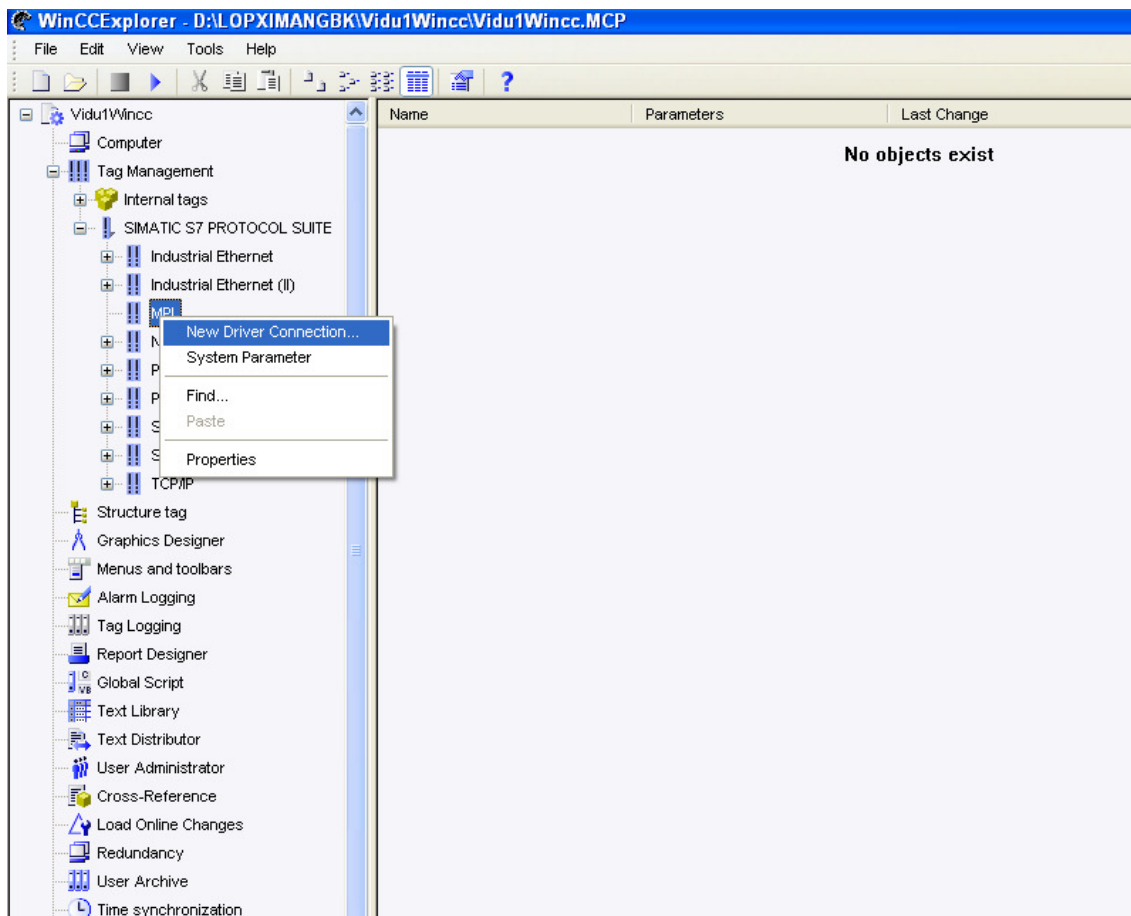 WinCCExplorer - D:\LOPXIMANGBK\Vidu1Wincc\Vidu1Wincc.MCP
File Edit View Tools Help
Vidu1Wincc
Name Parameters Last Change
Computer
No objects exist
Tag Management
Internal tags
SIMATIC S7 PROTOCOL SUITE
Industrial Ethernet
Industrial Ethernet (II)
MPI
New Driver Connection...
N
System Parameter
P
P
Find...
S
Paste
S
Properties
TCP/IP
Structure tag
Graphics Designer
Menus and toolbars
Alarm Logging
Tag Logging
Report Designer
Global Script
Text Library
Text Distributor
User Administrator
Cross-Reference
Load Online Changes
Redundancy
User Archive
Time synchronization